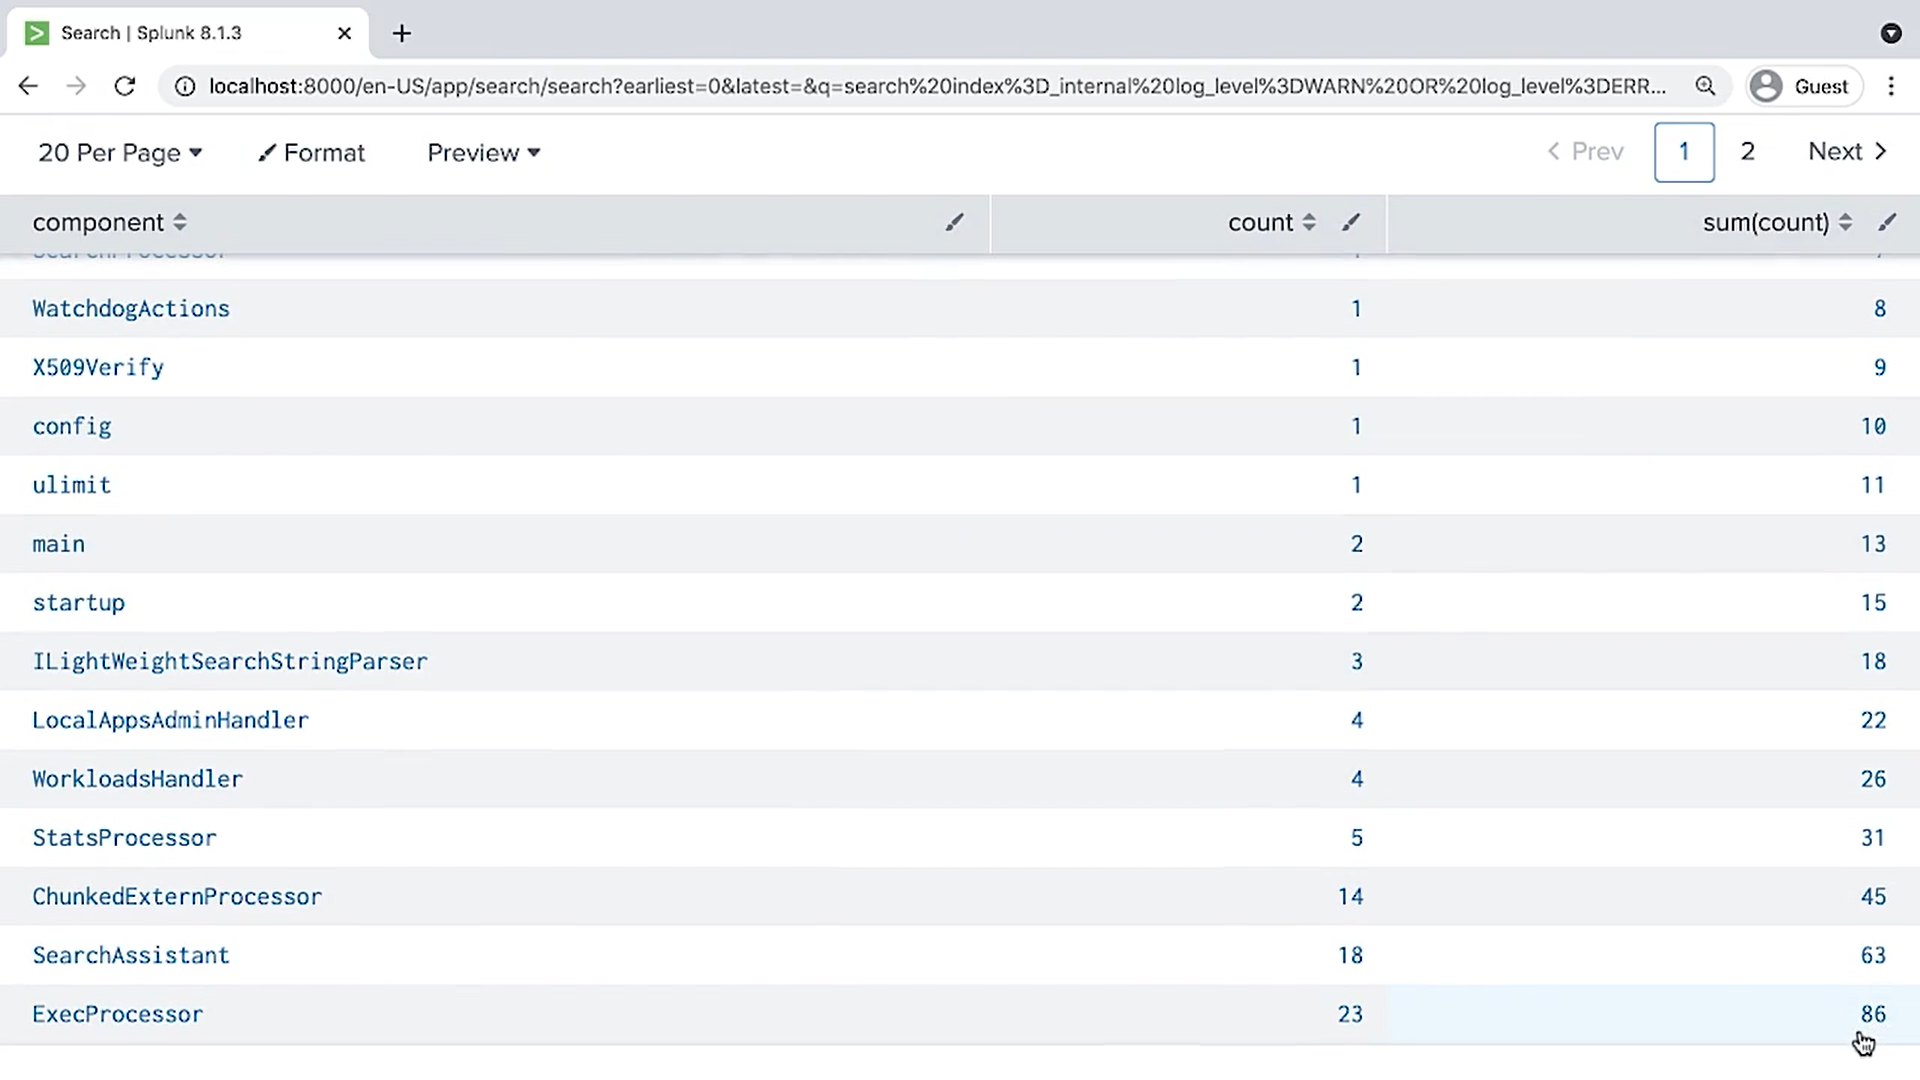 Search | Splunk 8.1.3
localhost:8000/en-US/app/search/search?earliest=0&latest=&q=search%20index%3D_internal%20log_level%3DWARN%20OR%20log_level%3DERR...
Guest
20 Per Page Format Preview Prev 1 2 Next
component count sum(count)
SearchProcessor
WatchdogActions 1 8
X509Verify 1 9
config 1 10
ulimit 1 11
main 2 13
startup 2 15
ILightWeightSearchStringParser 3 18
LocalAppsAdminHandler 4 22
WorkloadsHandler 4 26
StatsProcessor 5 31
ChunkedExternProcessor 14 45
SearchAssistant 18 63
ExecProcessor 23 86